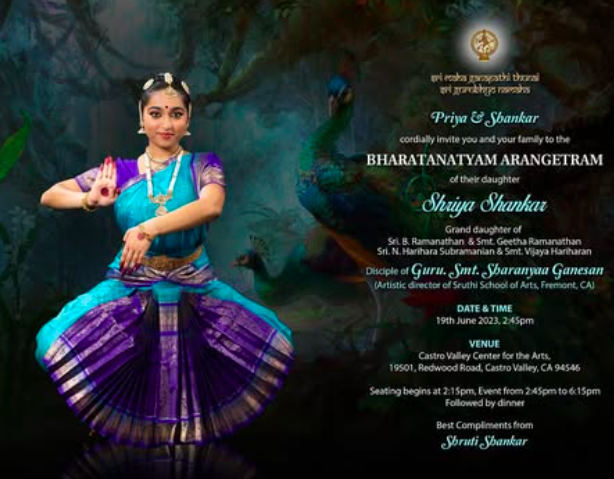 sri maha ganapathi thunai
sri gurubhyo namaha
Priya & Shankar
cordially invite you and your family to the
BHARATANATYAM ARANGETRAM
of their daughter
Shriya Shankar
Grand daughter of
Sri. B. Ramanathan & Smt. Geetha Ramanathan
Sri. N. Harihara Subramanian & Smt. Vijaya Hariharan
Disciple of Guru. Smt. Sharanyaa Ganesan
(Artistic director of Sruthi School of Arts, Fremont, CA)
DATE & TIME
19th June 2023, 2:45pm
VENUE
Castro Valley Center for the Arts,
19501, Redwood Road, Castro Valley, CA 94546
Seating begins at 2:15pm, Event from 2:45pm to 6:15pm
Followed by dinner
Best Compliments from
Shruti Shankar